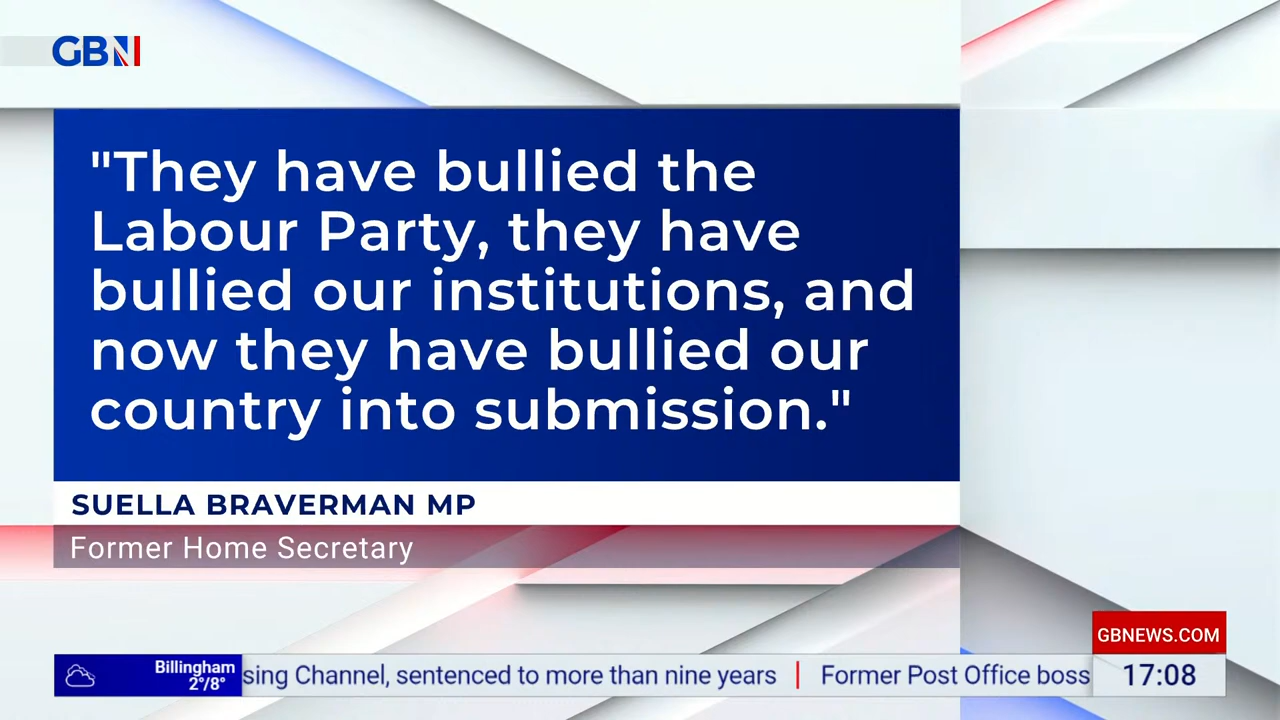 GBN
"They have bullied the
Labour Party, they have
bullied our institutions, and
now they have bullied our
country into submission."
SUELLA BRAVERMAN MP
Former Home Secretary
GBNEWS.COM
Billingham
2°/8°
sing Channel, sentenced to more than nine years | Former Post Office boss
17:08